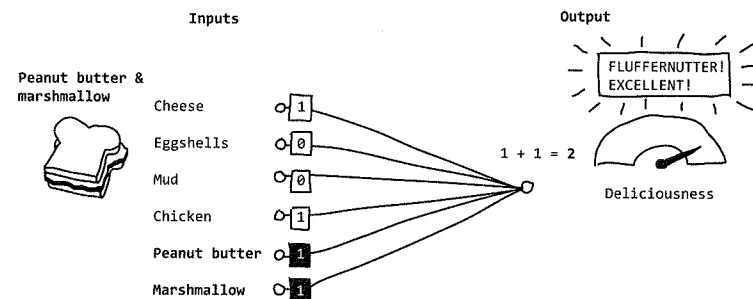 Inputs
Output
FLUFFERNUTTER!
EXCELLENT!
Peanut butter &
marshmallow
Cheese 1
Eggshells 0
Mud 0
Chicken 1
Peanut butter 1
Marshmallow 1
1 + 1 = 2
Deliciousness